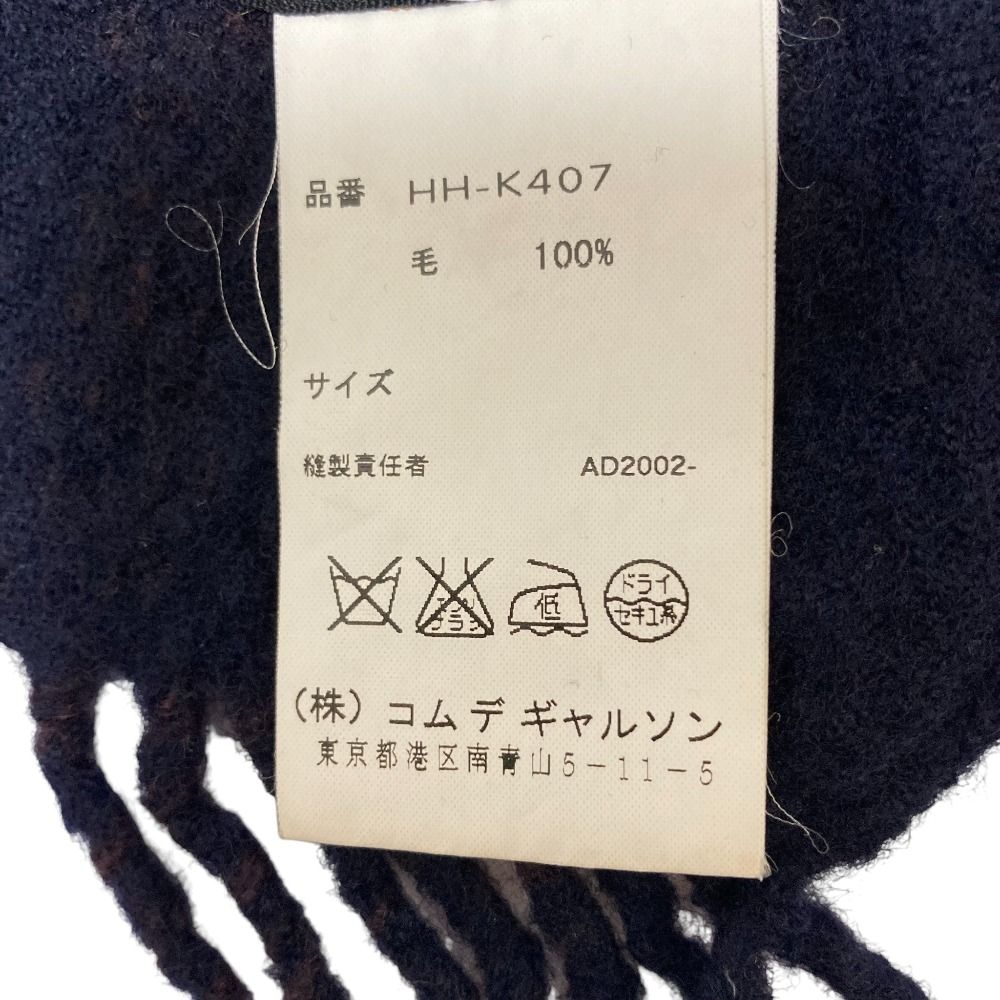 品番 HH-K407
毛 100%
サイズ
縫製責任者 AD2002-
低 ドライ
セキユ系
(株) コムデギャルソン
東京都港区南青山5-11-5